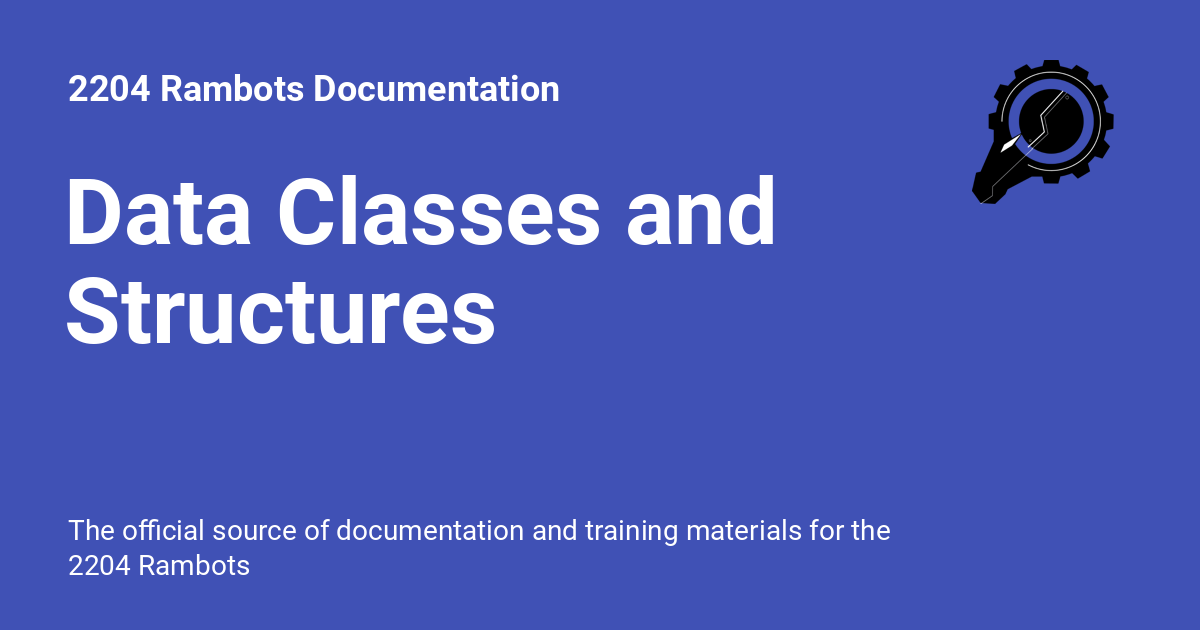 2204 Rambots Documentation
Data Classes and
Structures
The official source of documentation and training materials for the
2204 Rambots